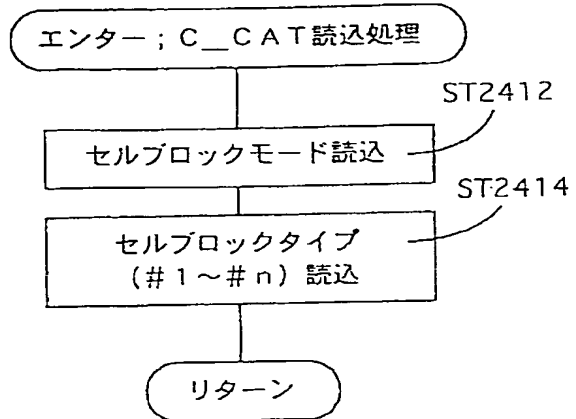 エンター；C＿CAT読込処理
ST2412
セルブロックモード読込
ST2414
セルブロックタイプ
（＃1〜＃n）読込
リターン